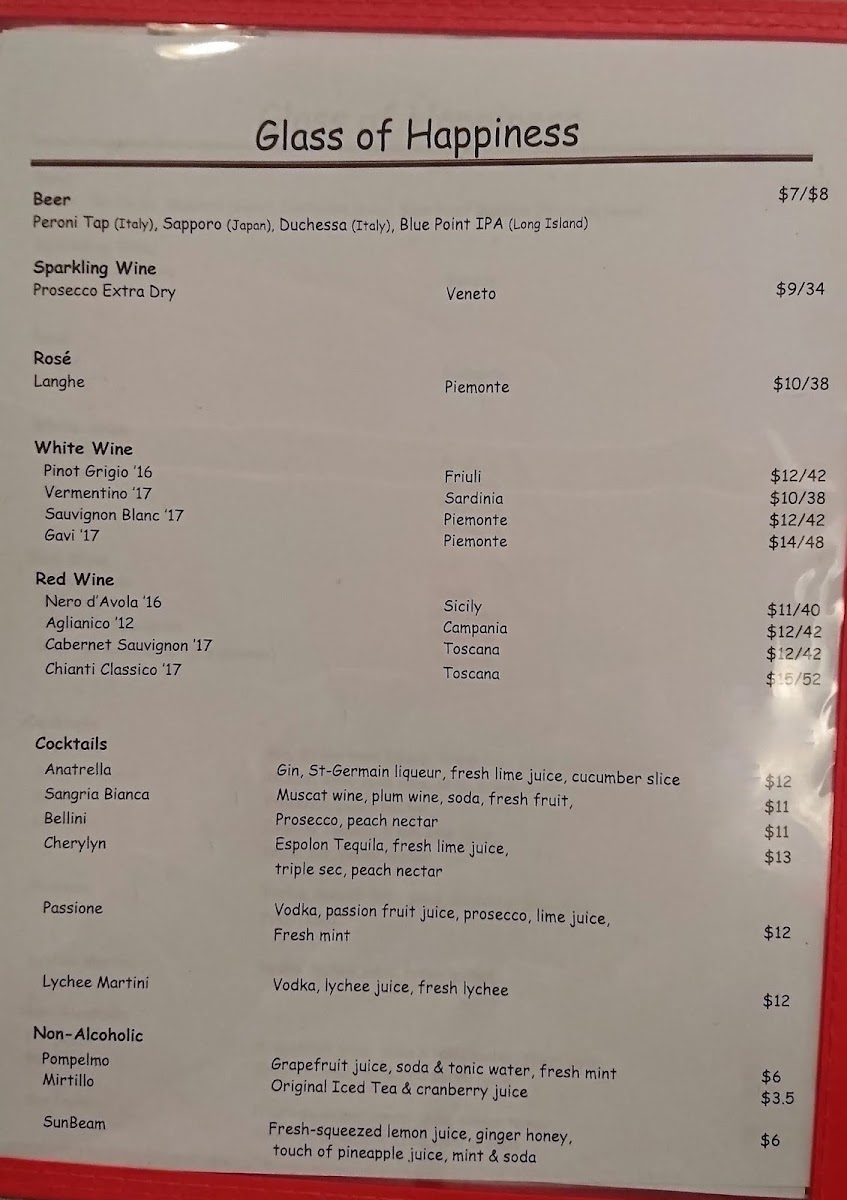 Glass of Happiness
Beer $7/$8
Peroni Tap (Italy), Sapporo (Japan), Duchessa (Italy), Blue Point IPA (Long Island)
Sparkling Wine
Prosecco Extra Dry Veneto $9/34
Rosé
Langhe Piemonte $10/38
White Wine
Pinot Grigio '16 Friuli $12/42
Vermentino '17 Sardinia $10/38
Sauvignon Blanc '17 Piemonte $12/42
Gavi '17 Piemonte $14/48
Red Wine
Nero d'Avola '16 Sicily $11/40
Aglianico '12 Campania $12/42
Cabernet Sauvignon '17 Toscana $12/42
Chianti Classico '17 Toscana $15/52
Cocktails
Anatrella Gin, St-Germain liqueur, fresh lime juice, cucumber slice $12
Sangria Bianca Muscat wine, plum wine, soda, fresh fruit, $11
Bellini Prosecco, peach nectar $11
Cherylyn Espolon Tequila, fresh lime juice, $13
triple sec, peach nectar
Passione Vodka, passion fruit juice, prosecco, lime juice,
Fresh mint $12
Lychee Martini Vodka, lychee juice, fresh lychee $12
Non-Alcoholic
Pompelmo Grapefruit juice, soda & tonic water, fresh mint $6
Mirtillo Original Iced Tea & cranberry juice $3.5
SunBeam Fresh-squeezed lemon juice, ginger honey, $6
touch of pineapple juice, mint & soda